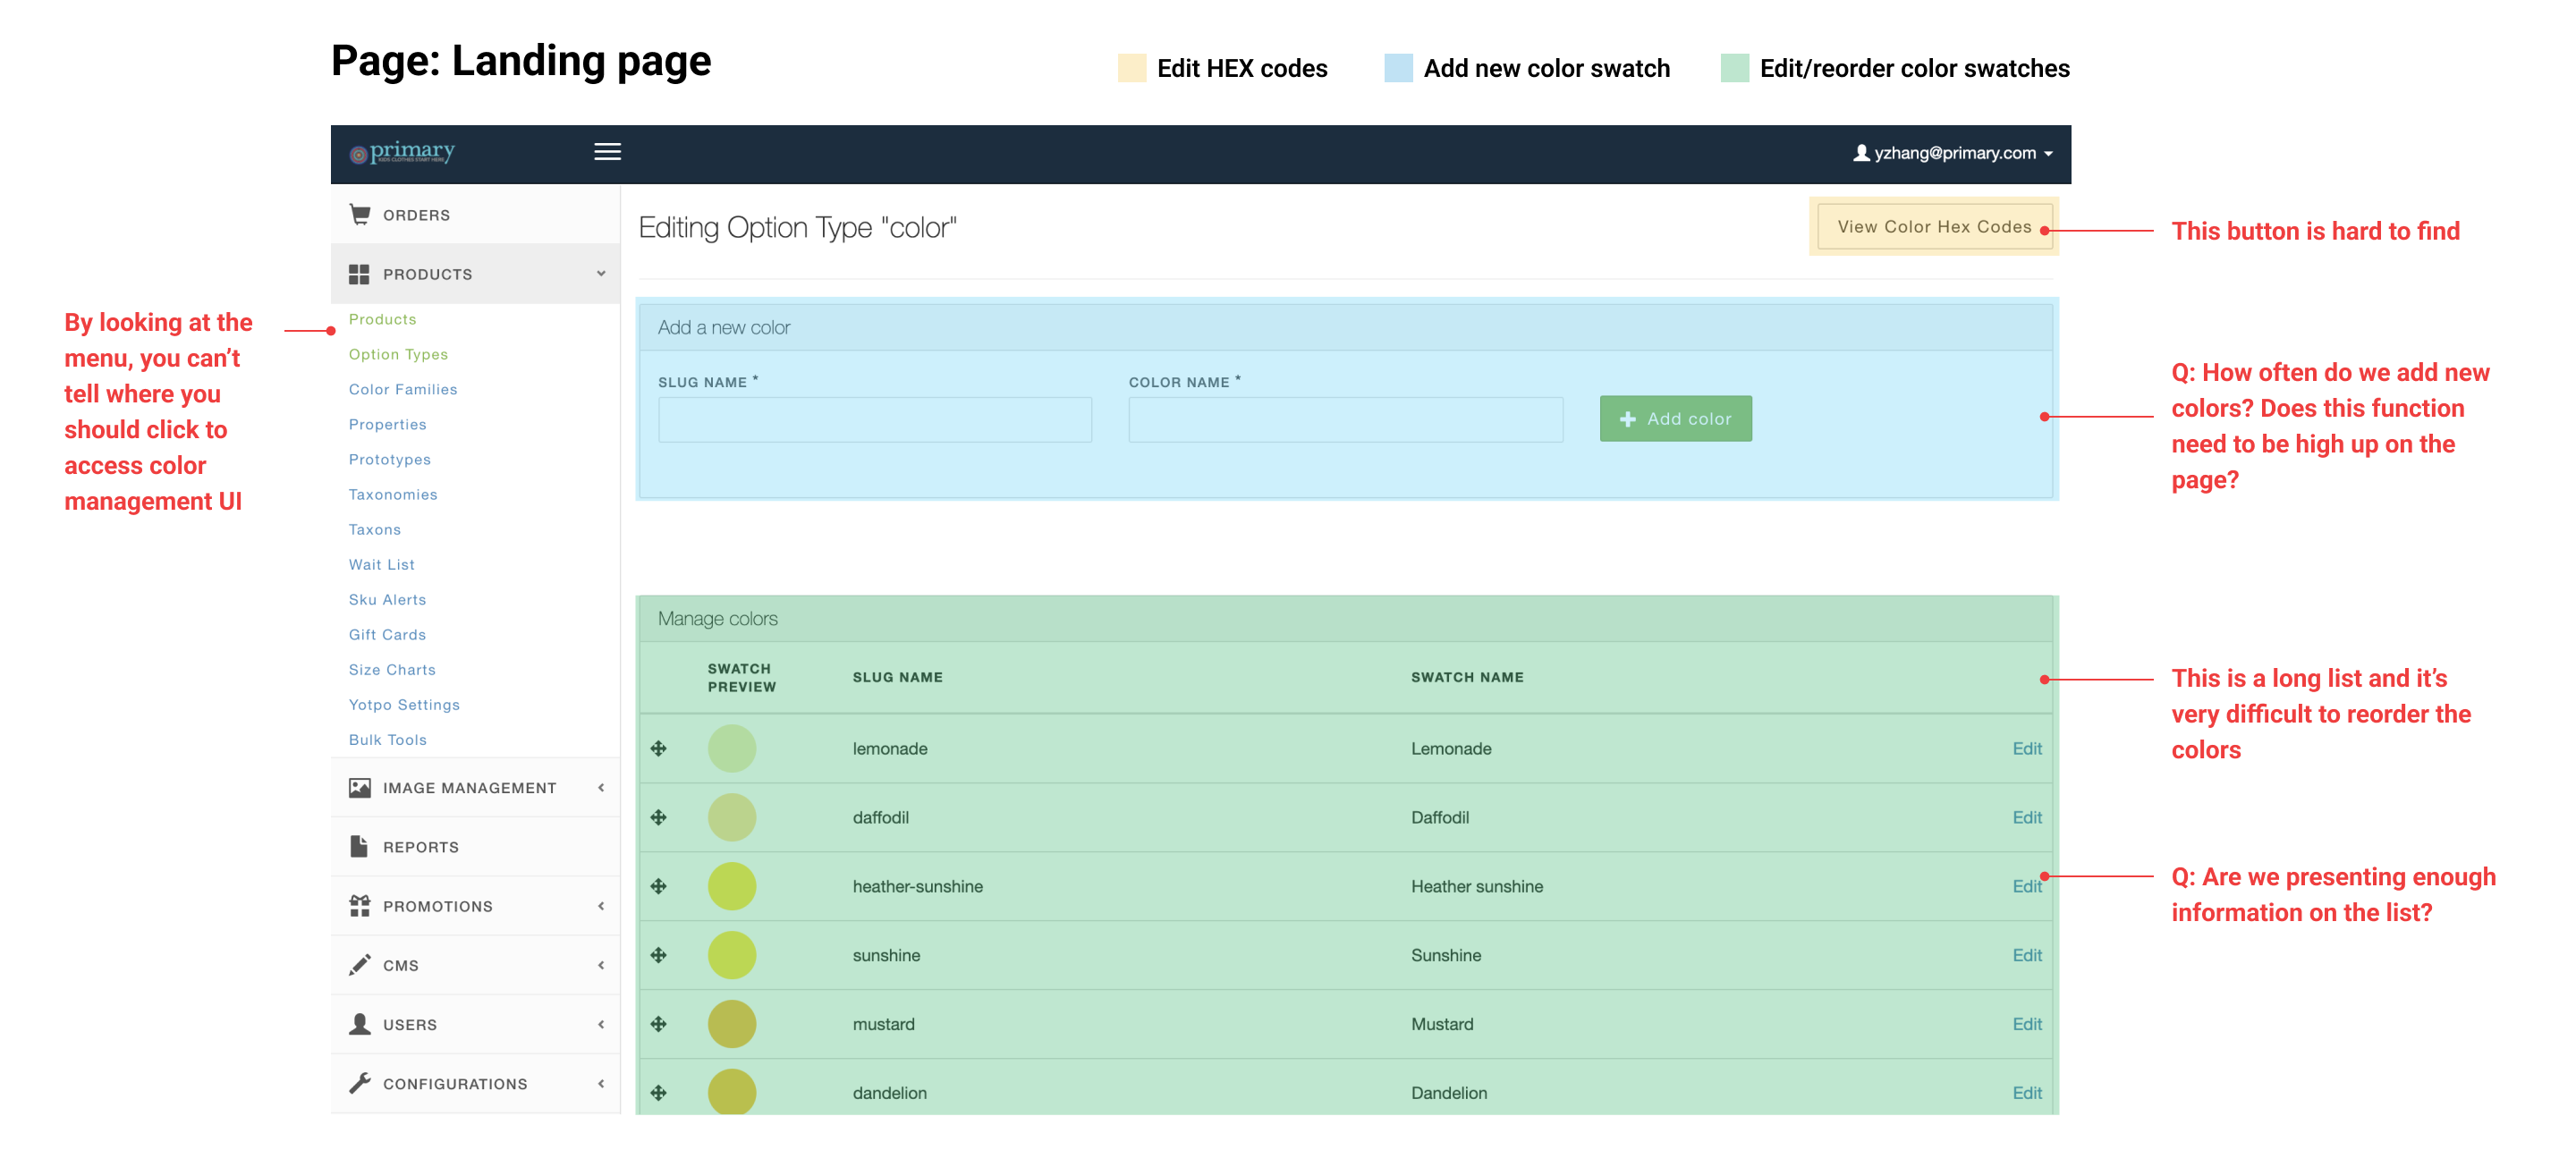 Page: Landing page
Edit HEX codes
Add new color swatch
Edit/reorder color swatches
primary
KIDS CLOTHES START HERE
yzhang@primary.com
ORDERS
PRODUCTS
Products
Option Types
Color Families
Properties
Prototypes
Taxonomies
Taxons
Wait List
Sku Alerts
Gift Cards
Size Charts
Yotpo Settings
Bulk Tools
IMAGE MANAGEMENT
REPORTS
PROMOTIONS
CMS
USERS
CONFIGURATIONS
By looking at the
menu, you can’t
tell where you
should click to
access color
management UI
Editing Option Type "color"
View Color Hex Codes
Add a new color
SLUG NAME *
COLOR NAME *
Add color
Manage colors
SWATCH
PREVIEW
SLUG NAME
SWATCH NAME
lemonade
Lemonade
Edit
daffodil
Daffodil
Edit
heather-sunshine
Heather sunshine
Edit
sunshine
Sunshine
Edit
mustard
Mustard
Edit
dandelion
Dandelion
Edit
This button is hard to find
Q: How often do we add new
colors? Does this function
need to be high up on the
page?
This is a long list and it’s
very difficult to reorder the
colors
Q: Are we presenting enough
information on the list?